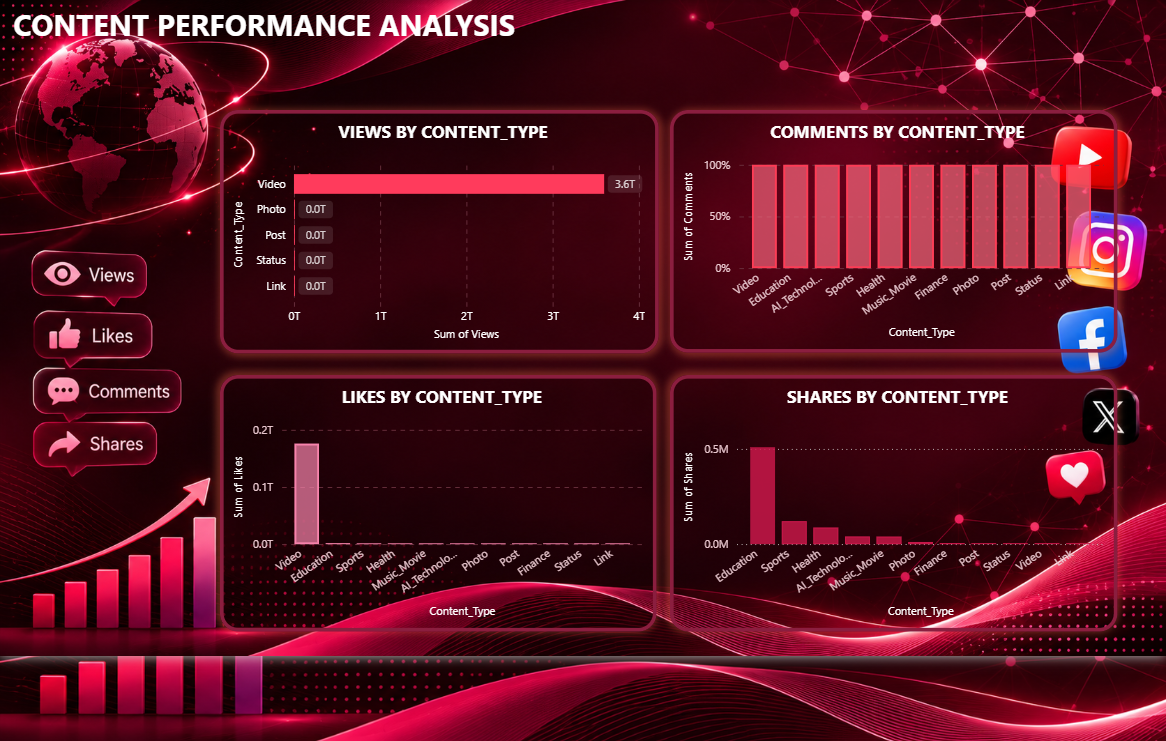 CONTENT PERFORMANCE ANALYSIS
Views
Likes
Comments
Shares
VIEWS BY CONTENT_TYPE
Content_Type
Video
3.6T
Photo
0.0T
Post
0.0T
Status
0.0T
Link
0.0T
0T 1T 2T 3T 4T
Sum of Views
COMMENTS BY CONTENT_TYPE
Sum of Comments
100%
50%
0%
Video Education AI_Technol... Sports Health Music_Movie Finance Photo Post Status Link
Content_Type
LIKES BY CONTENT_TYPE
Sum of Likes
0.2T
0.1T
0.0T
Video Education Sports Health Music_Movie AI_Technolo... Photo Post Finance Status Link
Content_Type
SHARES BY CONTENT_TYPE
Sum of Shares
0.5M
0.0M
Education Sports Health AI_Technolo... Music_Movie Photo Finance Post Status Video Link
Content_Type